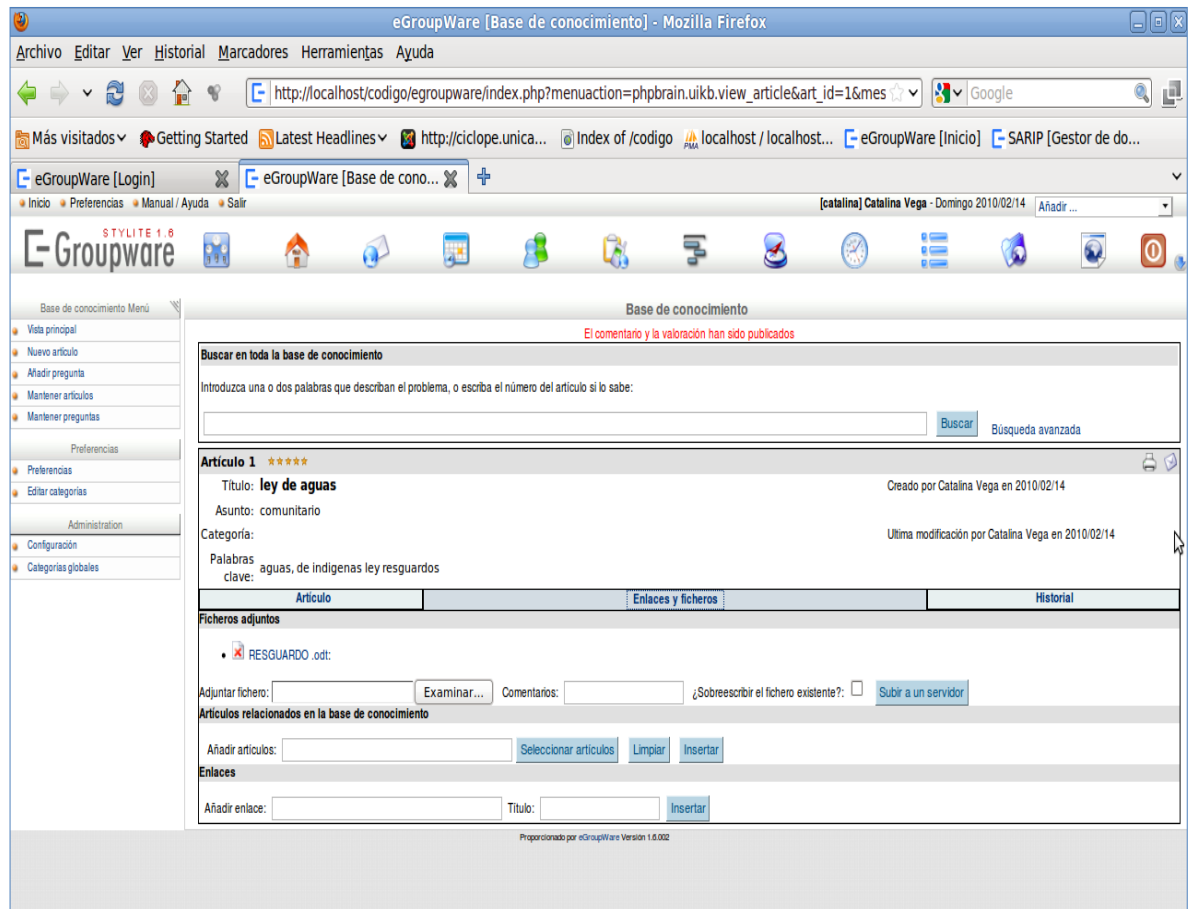 eGroupWare [Base de conocimiento] - Mozilla Firefox
Archivo Editar Ver Historial Marcadores Herramientas Ayuda
http://localhost/codigo/egroupware/index.php?menuaction=phpbrain.uikb.view_article&art_id=1&mes
Google
Más visitados Getting Started Latest Headlines http://ciclope.unica... Index of /codigo localhost / localhost... eGroupWare [Inicio] SARIP [Gestor de do...
eGroupWare [Login] eGroupWare [Base de cono...
Inicio Preferencias Manual / Ayuda Salir
[catalina] Catalina Vega - Domingo 2010/02/14 Añadir ...
STYLITE 1.6
E-Groupware
Base de conocimiento Menú
Vista principal
Nuevo artículo
Añadir pregunta
Mantener artículos
Mantener preguntas
Preferencias
Preferencias
Editar categorías
Administration
Configuración
Categorías globales
Base de conocimiento
El comentario y la valoración han sido publicados
Buscar en toda la base de conocimiento
Introduzca una o dos palabras que describan el problema, o escriba el número del artículo si lo sabe:
Buscar Búsqueda avanzada
Artículo 1
Título: ley de aguas Creado por Catalina Vega en 2010/02/14
Asunto: comunitario
Categoría: Ultima modificación por Catalina Vega en 2010/02/14
Palabras clave: aguas, de indigenas ley resguardos
Artículo Enlaces y ficheros Historial
Ficheros adjuntos
RESGUARDO .odt:
Adjuntar fichero: Examinar... Comentarios: ¿Sobreescribir el fichero existente?: Subir a un servidor
Artículos relacionados en la base de conocimiento
Añadir artículos: Seleccionar artículos Limpiar Insertar
Enlaces
Añadir enlace: Título: Insertar
Proporcionado por eGroupWare Versión 1.6.002